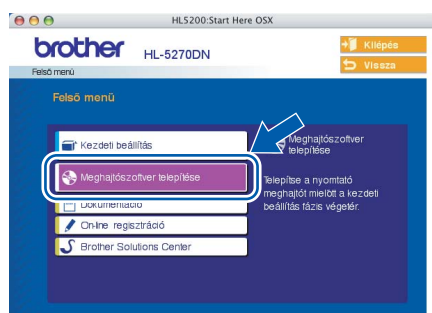 HL5200:Start Here OSX
brother
HL-5270DN
Kilépés
Vissza
Felső menü
Felső menü
Kezdeti beállítás
Meghajtószoftver telepítése
Dokumentáció
On-line regisztráció
Brother Solutions Center
Meghajtószoftver
telepítése
Telepítse a nyomtató
meghajtót mielőtt a kezdeti
beállítás fázis végetér.